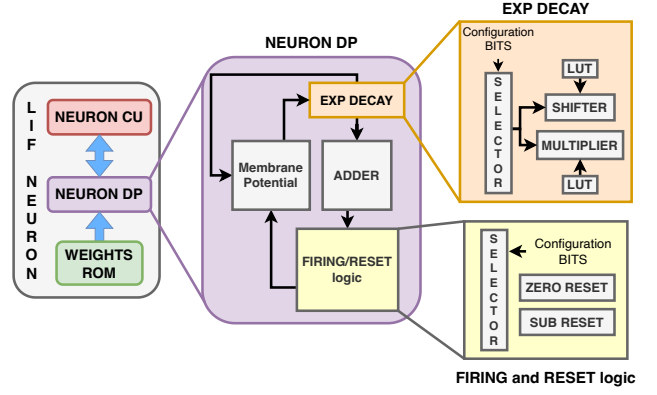 LIF NEURON
NEURON CU
NEURON DP
WEIGHTS
ROM
NEURON DP
EXP DECAY
Membrane
Potential
ADDER
FIRING/RESET
logic
EXP DECAY
Configuration
BITS
SELECTOR
LUT
SHIFTER
MULTIPLIER
LUT
SELECTOR
Configuration
BITS
ZERO RESET
SUB RESET
FIRING and RESET logic